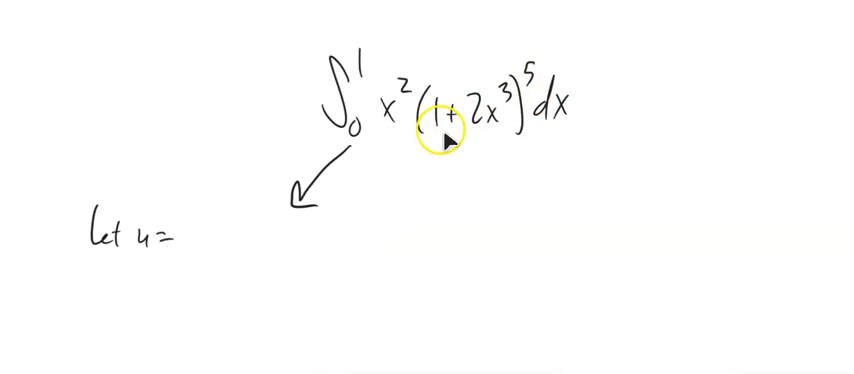 ∫₀¹ x²(1+2x³)⁵dx
let u=